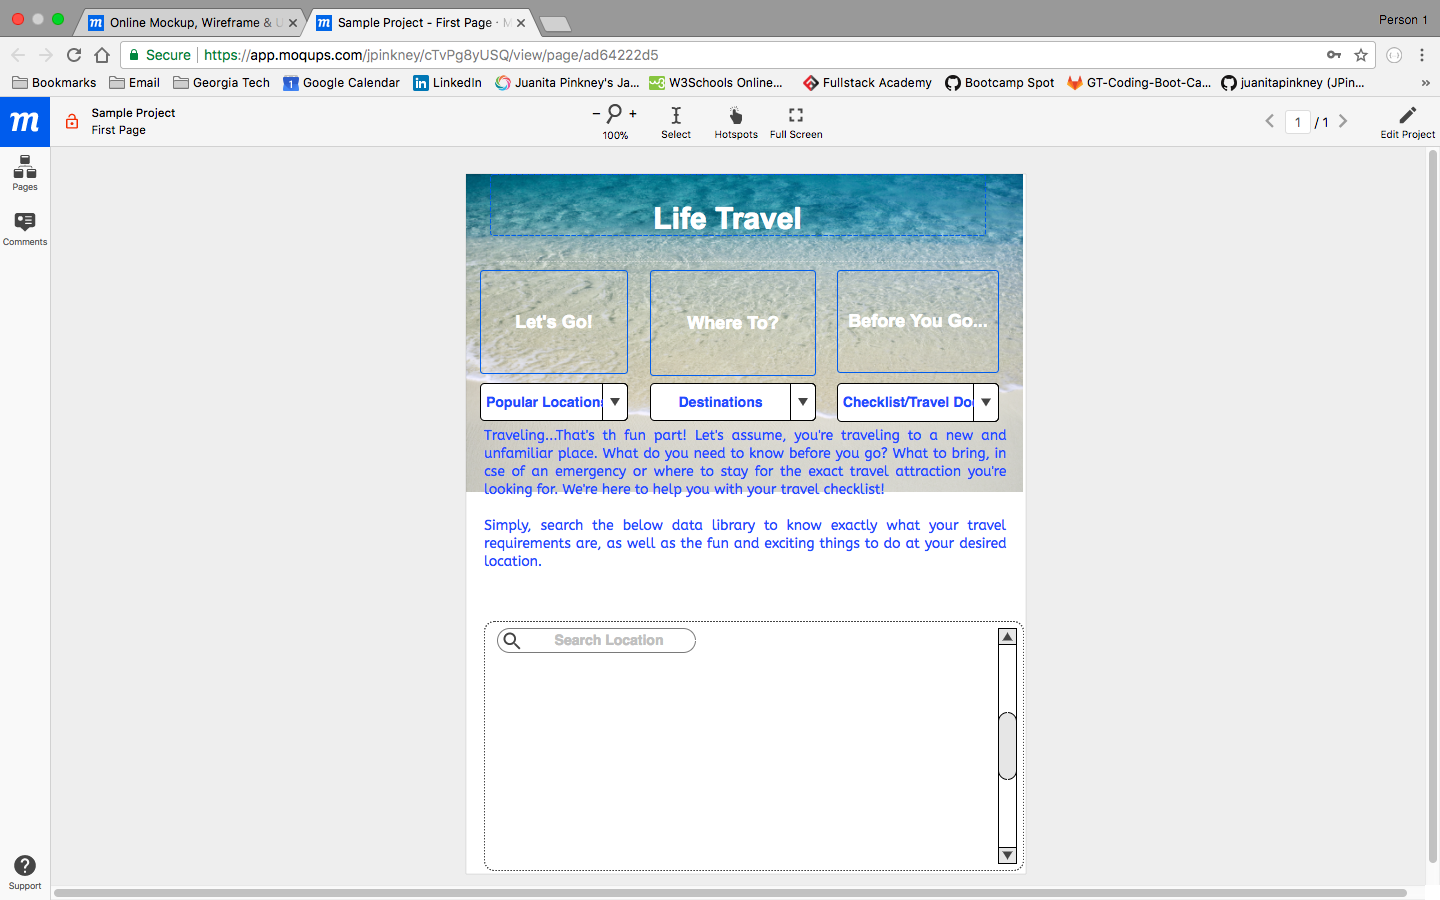 Online Mockup, Wireframe & U
Sample Project - First Page · M
Person 1
Secure
https://app.moqups.com/jpinkney/cTvPg8yUSQ/view/page/ad64222d5
Bookmarks
Email
Georgia Tech
1
Google Calendar
in
LinkedIn
Juanita Pinkney's Ja...
W3Schools Online...
Fullstack Academy
Bootcamp Spot
GT-Coding-Boot-Ca...
juanitapinkney (JPin...
»
m
Sample Project
First Page
- +
100%
Select
Hotspots
Full Screen
1 / 1
Edit Project
Pages
Comments
Support
Life Travel
Let's Go!
Where To?
Before You Go...
Popular Locations
Destinations
Checklist/Travel Do
Traveling...That's th fun part! Let's assume, you're traveling to a new and
unfamiliar place. What do you need to know before you go? What to bring, in
cse of an emergency or where to stay for the exact travel attraction you're
looking for. We're here to help you with your travel checklist!
Simply, search the below data library to know exactly what your travel
requirements are, as well as the fun and exciting things to do at your desired
location.
Search Location